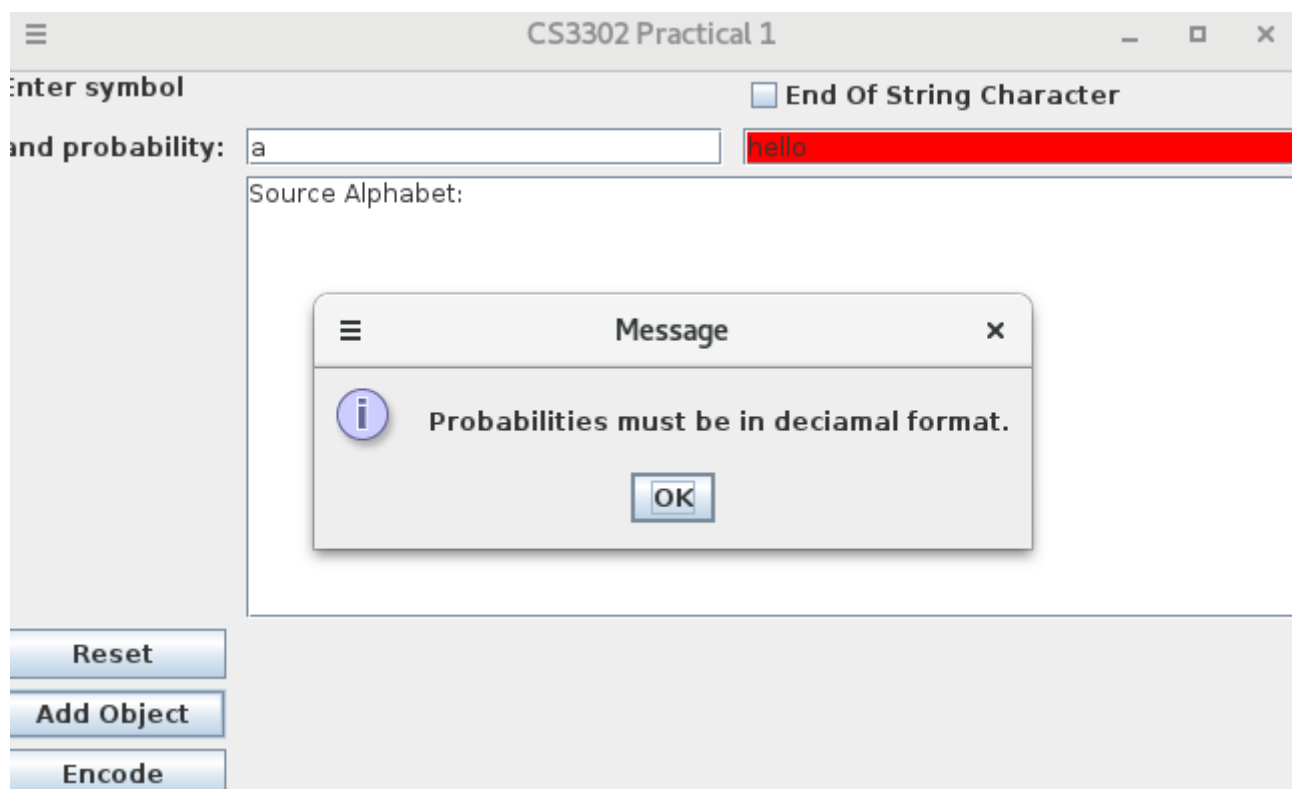 CS3302 Practical 1
Enter symbol
End Of String Character
and probability:
a
hello
Source Alphabet:
Message
Probabilities must be in deciamal format.
OK
Reset
Add Object
Encode